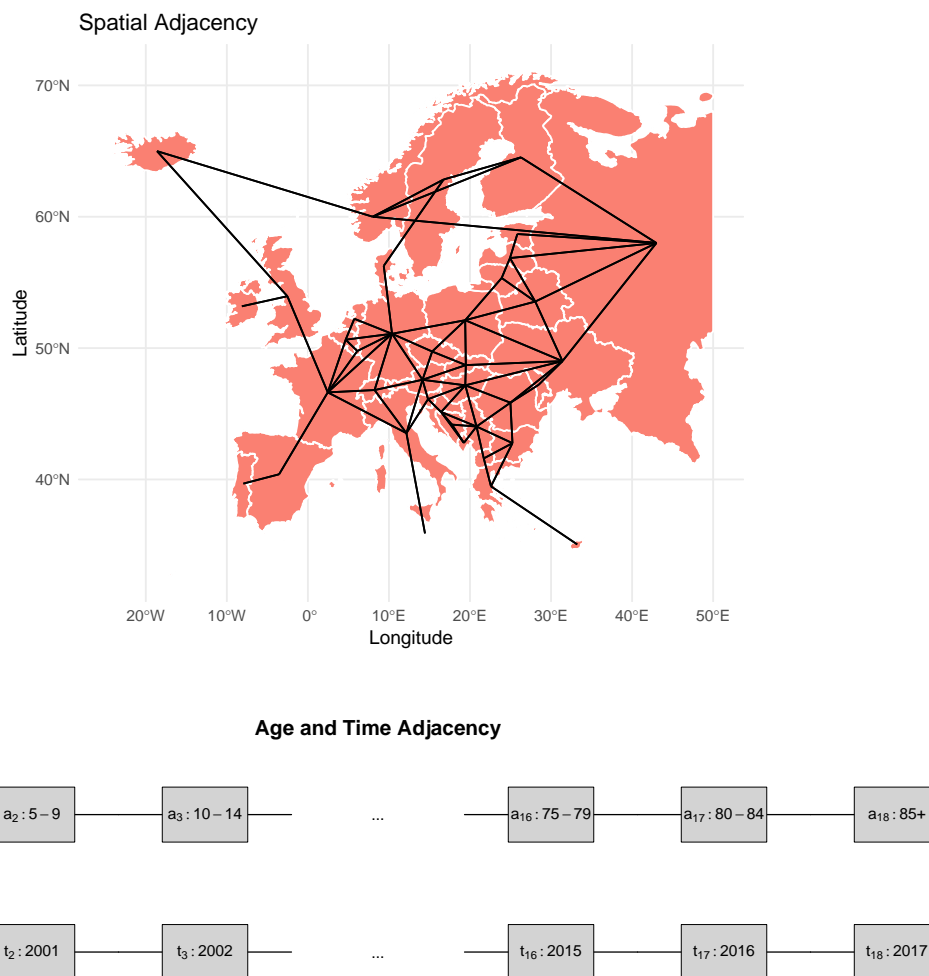 Spatial Adjacency
70°N
60°N
50°N
40°N
Latitude
20°W 10°W 0° 10°E 20°E 30°E 40°E 50°E
Longitude
Age and Time Adjacency
a₂ : 5 – 9 a₃ : 10 – 14 ... a₁₆ : 75 – 79 a₁₇ : 80 – 84 a₁₈ : 85+
t₂ : 2001 t₃ : 2002 ... t₁₆ : 2015 t₁₇ : 2016 t₁₈ : 2017